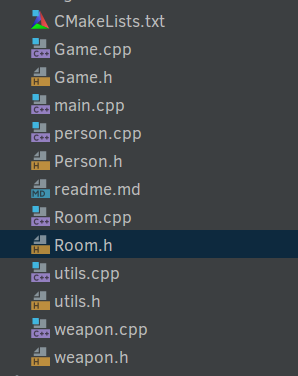 CMakeLists.txt
C++ Game.cpp
H Game.h
C++ main.cpp
C++ person.cpp
H Person.h
MD readme.md
C++ Room.cpp
H Room.h
C++ utils.cpp
H utils.h
C++ weapon.cpp
H weapon.h